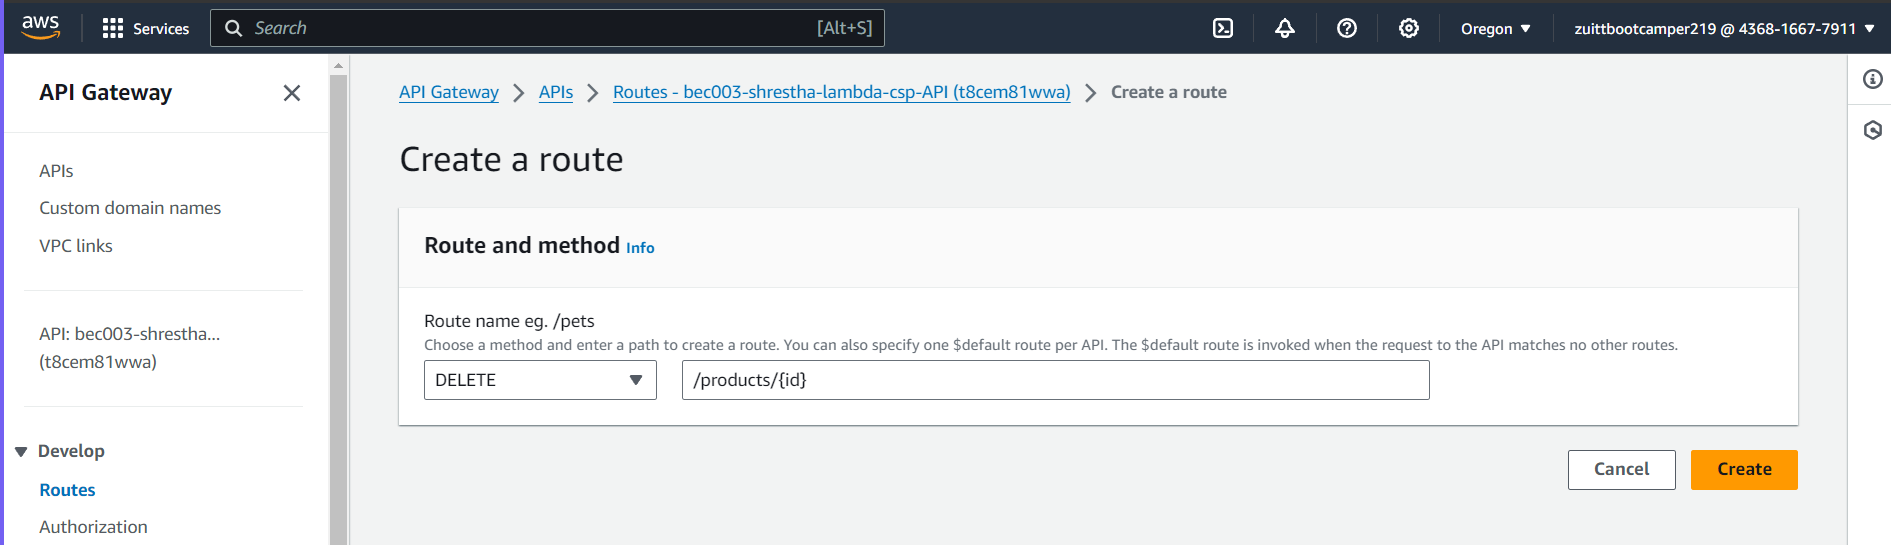 aws Services Search [Alt+S] Oregon zuittbootcamper219 @ 4368-1667-7911
API Gateway
APIs
Custom domain names
VPC links
API: bec003-shrestha...
(t8cem81wwa)
Develop
Routes
Authorization
API Gateway > APIs > Routes - bec003-shrestha-lambda-csp-API (t8cem81wwa) > Create a route
Create a route
Route and method Info
Route name eg. /pets
Choose a method and enter a path to create a route. You can also specify one $default route per API. The $default route is invoked when the request to the API matches no other routes.
DELETE /products/{id}
Cancel Create